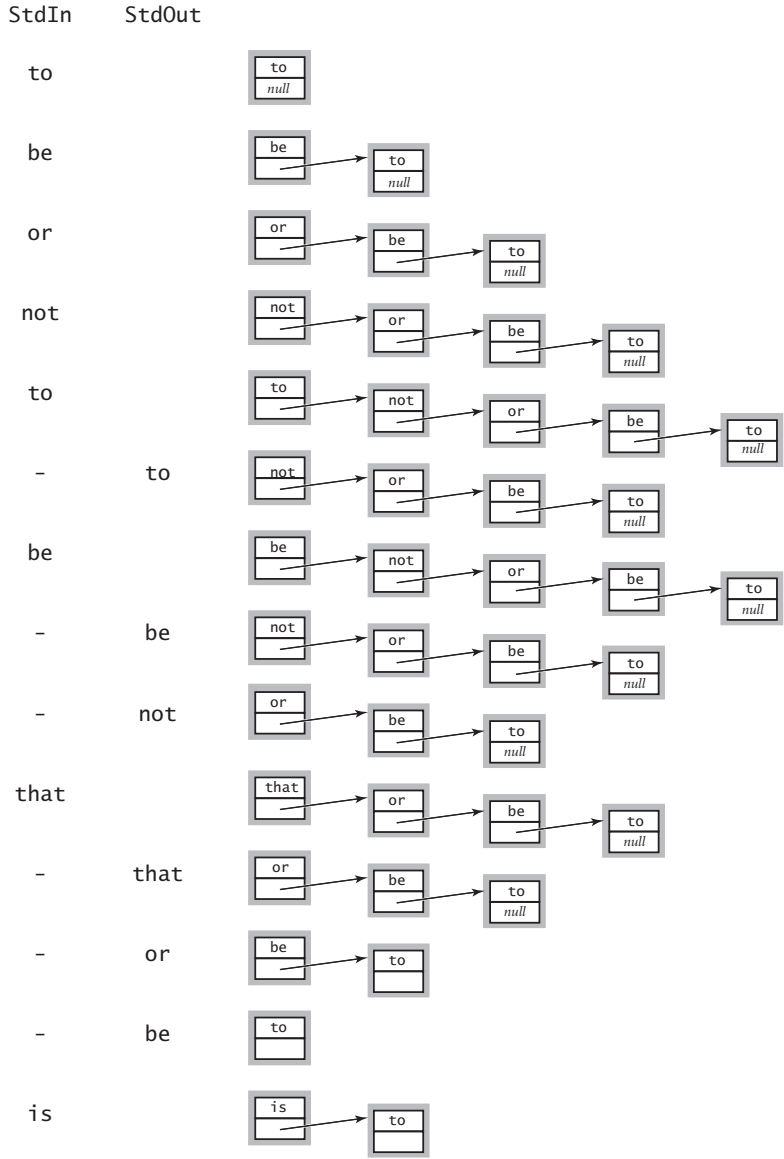 StdIn StdOut
to to
null
be be to
null
or or be to
null
not not or be to
null
to to not or be to
null
- to not or be to
null
be be not or be to
null
- be not or be to
null
- not or be to
null
that that or be to
null
- that or be to
null
- or be to
- be to
is is to